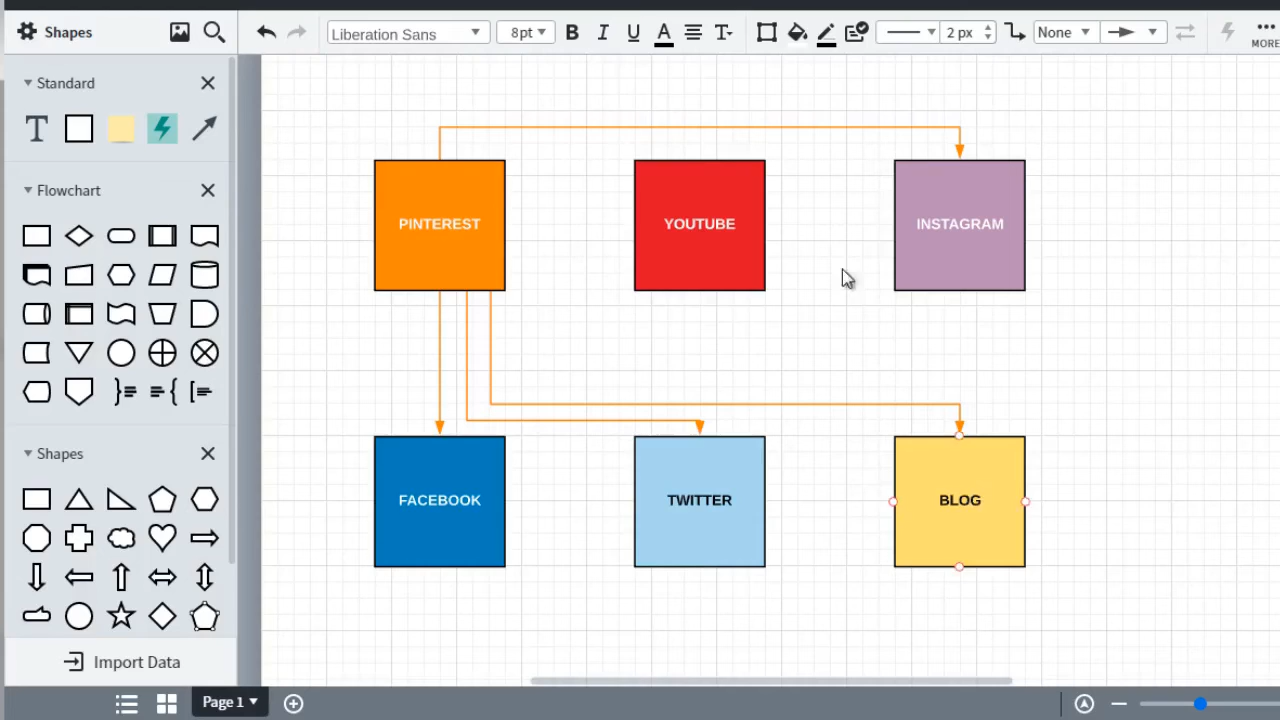 Shapes
Liberation Sans
8pt
B I U A T
2 px
None
MORE
Standard
T
Flowchart
PINTEREST
YOUTUBE
INSTAGRAM
FACEBOOK
TWITTER
BLOG
Shapes
Import Data
Page 1